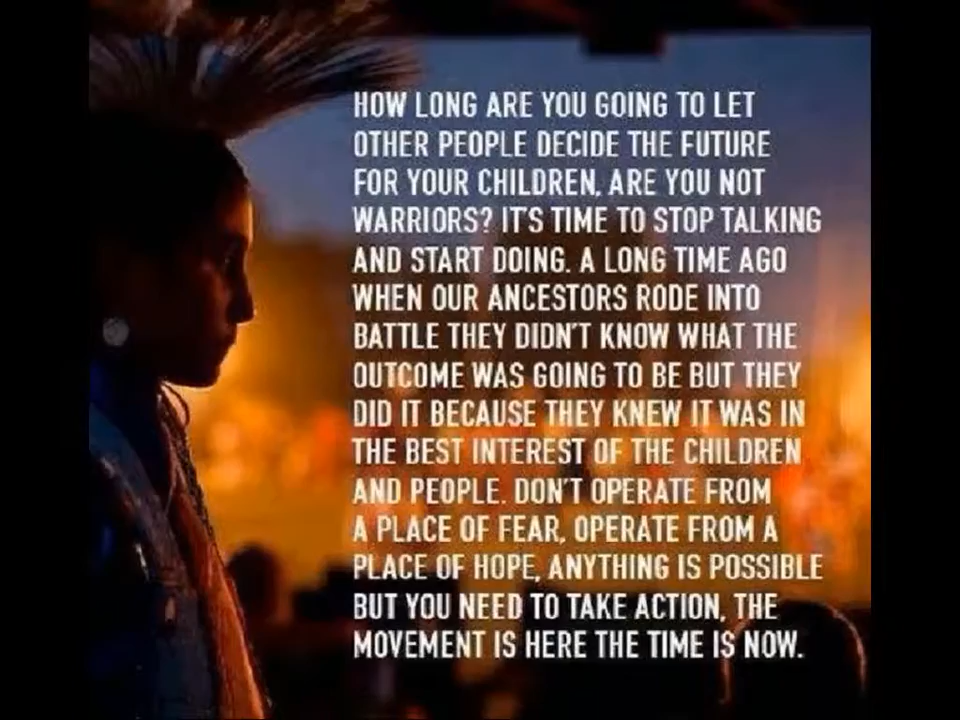 HOW LONG ARE YOU GOING TO LET
OTHER PEOPLE DECIDE THE FUTURE
FOR YOUR CHILDREN, ARE YOU NOT
WARRIORS? IT'S TIME TO STOP TALKING
AND START DOING. A LONG TIME AGO
WHEN OUR ANCESTORS RODE INTO
BATTLE THEY DIDN'T KNOW WHAT THE
OUTCOME WAS GOING TO BE BUT THEY
DID IT BECAUSE THEY KNEW IT WAS IN
THE BEST INTEREST OF THE CHILDREN
AND PEOPLE. DON'T OPERATE FROM
A PLACE OF FEAR, OPERATE FROM A
PLACE OF HOPE, ANYTHING IS POSSIBLE
BUT YOU NEED TO TAKE ACTION, THE
MOVEMENT IS HERE THE TIME IS NOW.